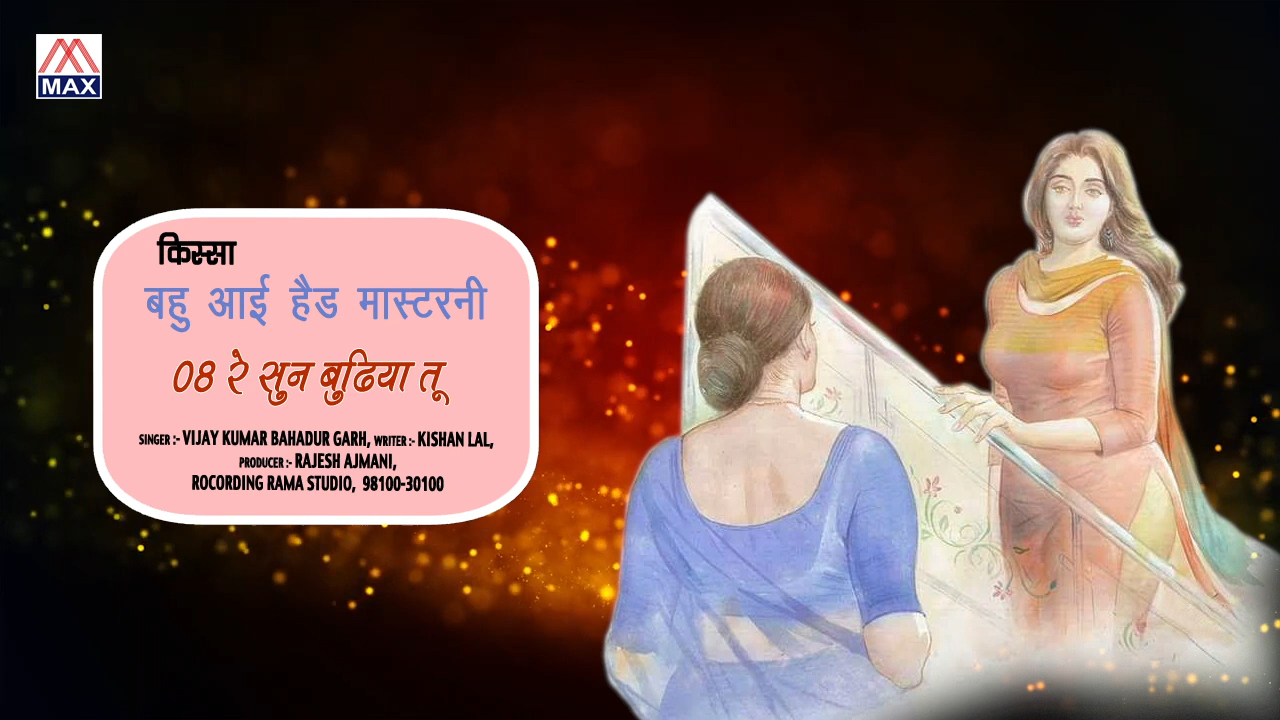 MAX
किस्सा
बहु आई हैड मास्टरनी
08 रे सुन बुढिया तू
SINGER :- VIJAY KUMAR BAHADUR GARH, WRITER :- KISHAN LAL,
PRODUCER :- RAJESH AJMANI,
ROCORDING RAMA STUDIO, 98100-30100